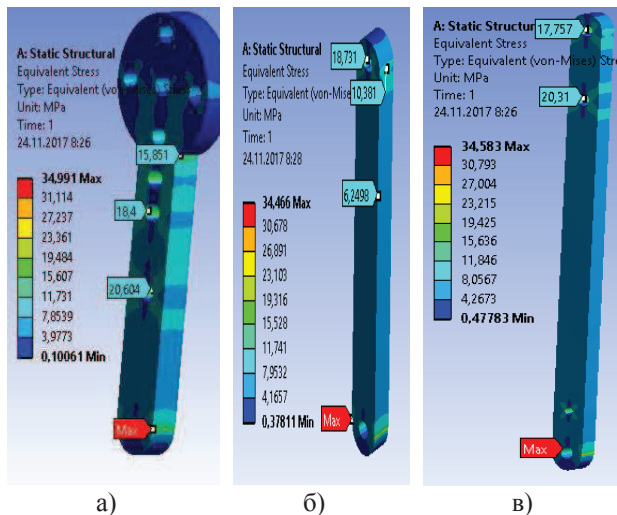 A: Static Structural
Equivalent Stress
Type: Equivalent (von-Mises) Stress
Unit: MPa
Time: 1
24.11.2017 8:26
15,851
34,991 Max
31,114
27,237
23,361
19,484
15,607
11,731
7,8539
3,9773
0,10061 Min
18,4
20,604
Max
а)
A: Static Structural
Equivalent Stress
Type: Equivalent (von-Mises)
Unit: MPa
Time: 1
24.11.2017 8:28
18,731
10,381
6,2498
34,466 Max
30,678
26,891
23,103
19,316
15,528
11,741
7,9532
4,1657
0,37811 Min
Max
б)
A: Static Structural
Equivalent Stress
Type: Equivalent (von-Mises) Stre
Unit: MPa
Time: 1
24.11.2017 8:26
17,757
20,31
34,583 Max
30,793
27,004
23,215
19,425
15,636
11,846
8,0567
4,2673
0,47783 Min
Max
в)